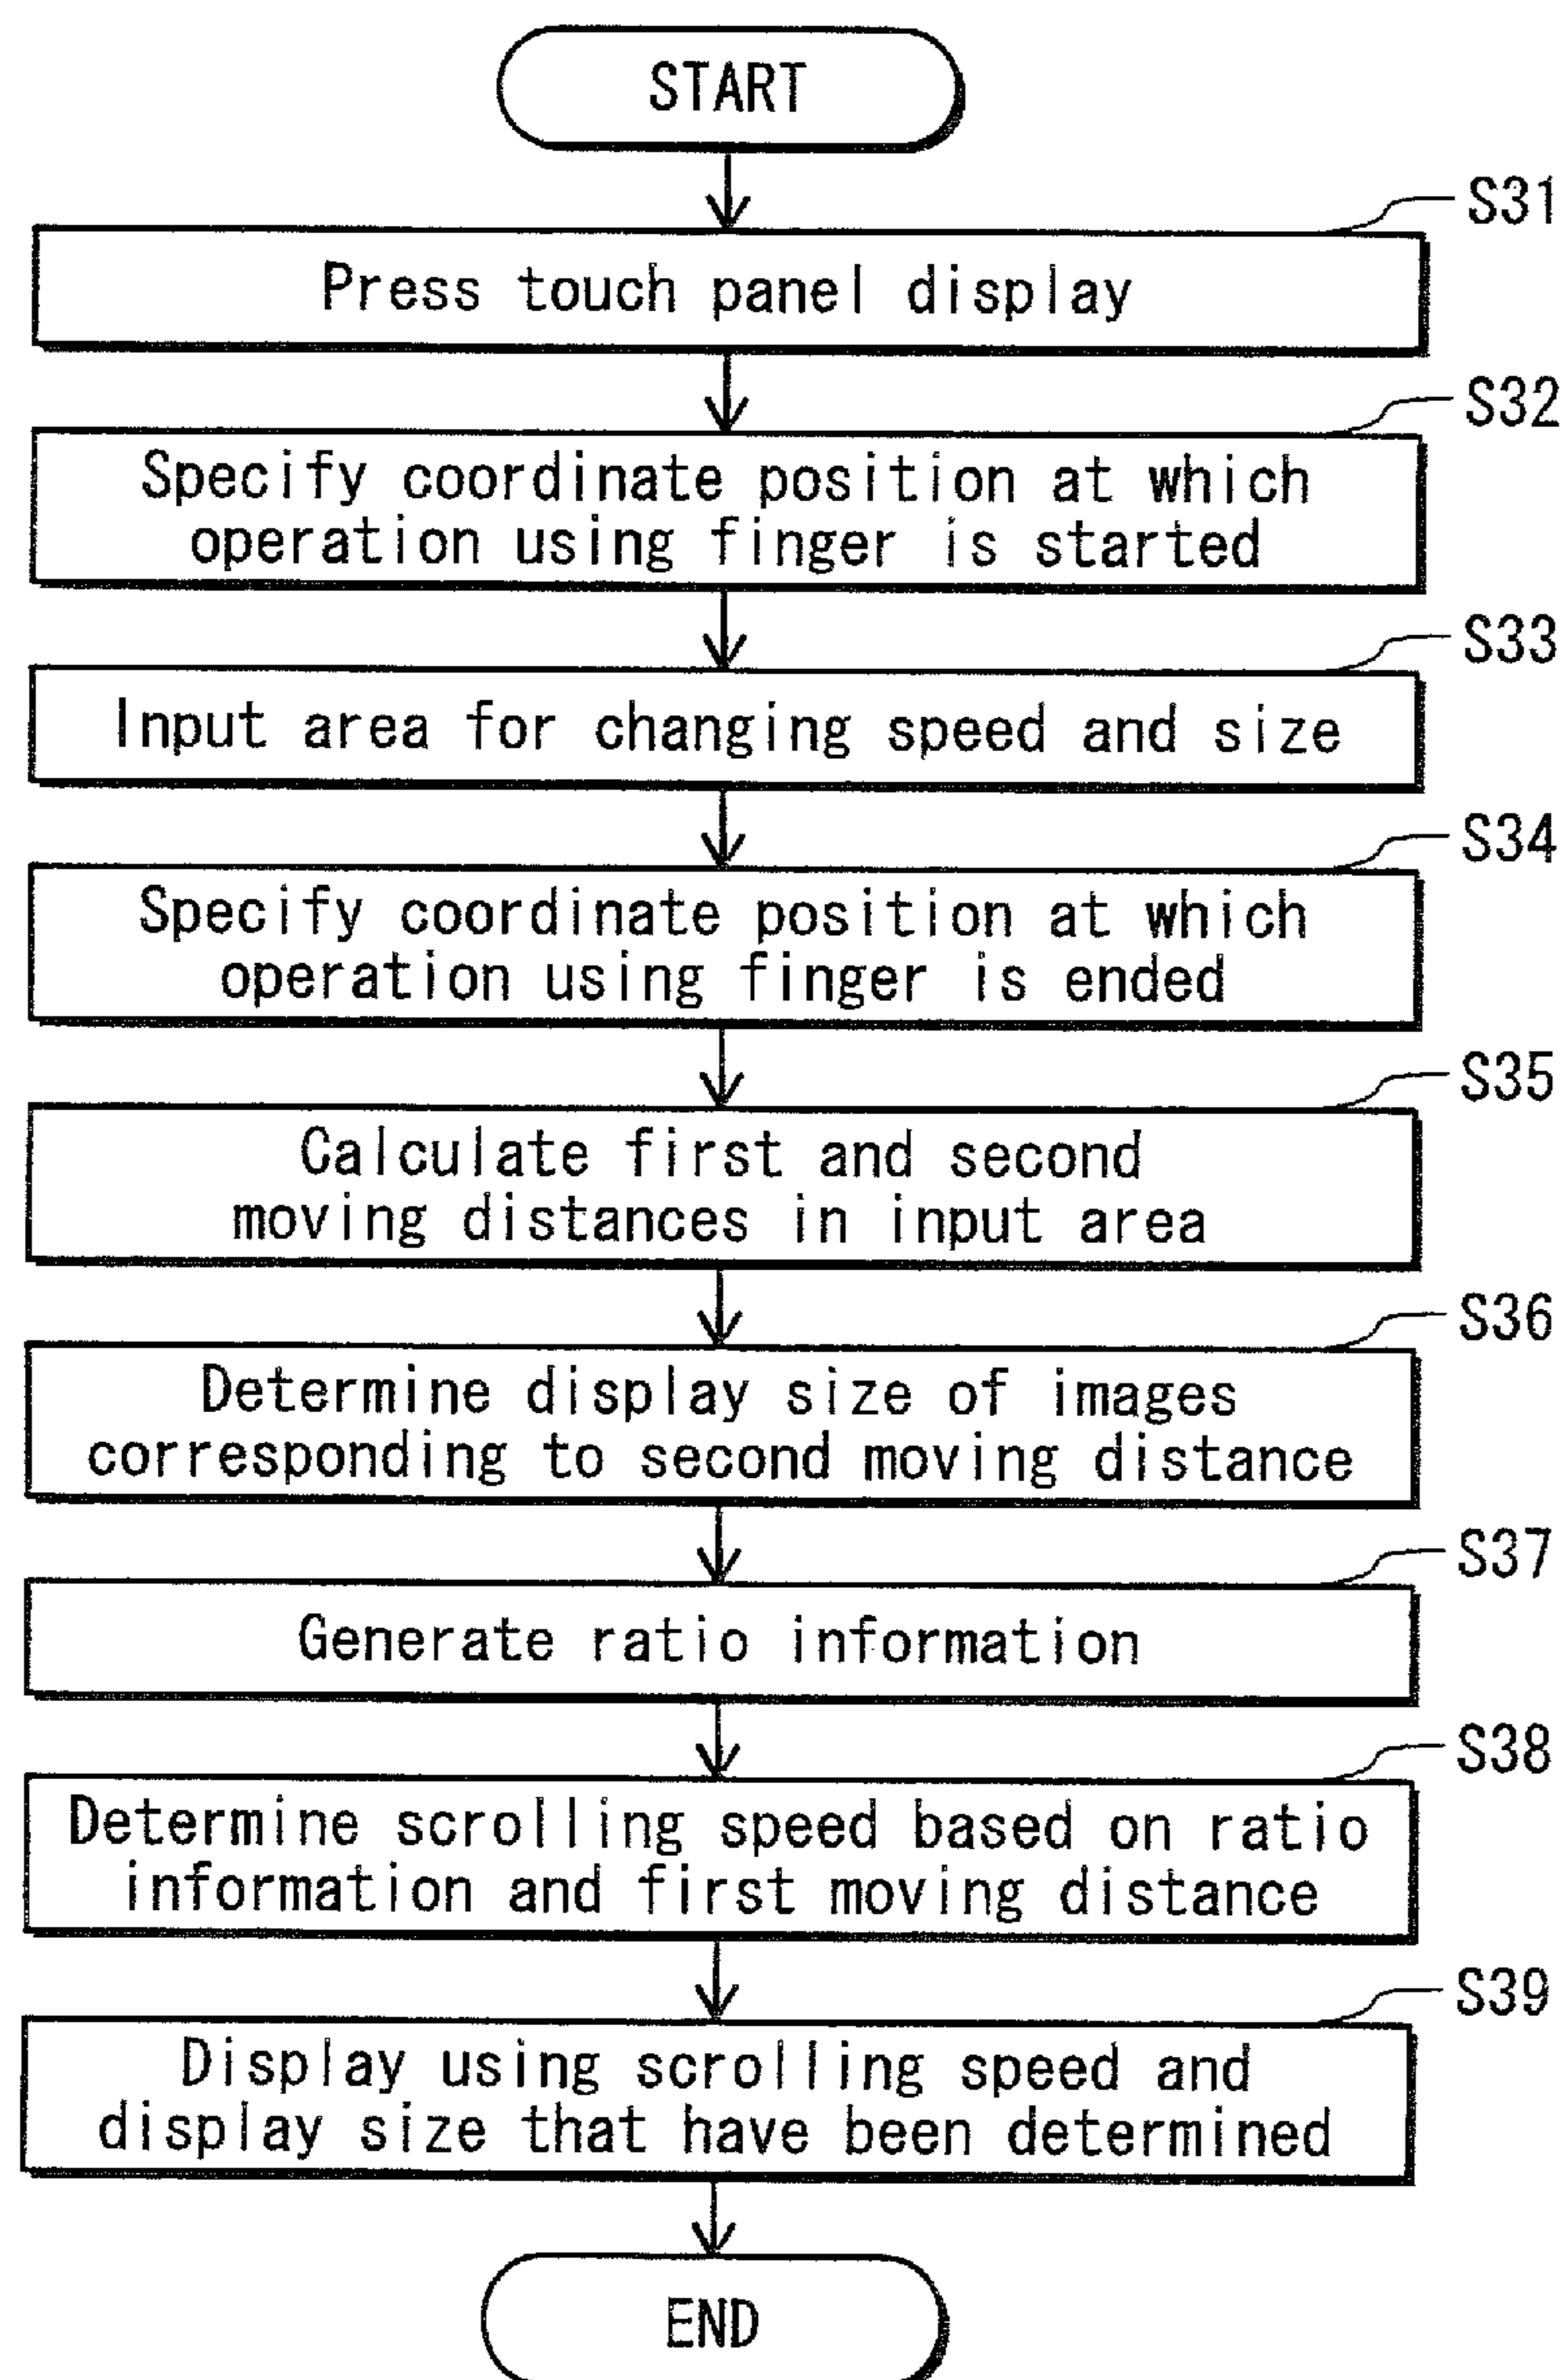 START
S31
Press touch panel display
S32
Specify coordinate position at which
operation using finger is started
S33
Input area for changing speed and size
S34
Specify coordinate position at which
operation using finger is ended
S35
Calculate first and second
moving distances in input area
S36
Determine display size of images
corresponding to second moving distance
S37
Generate ratio information
S38
Determine scrolling speed based on ratio
information and first moving distance
S39
Display using scrolling speed and
display size that have been determined
END